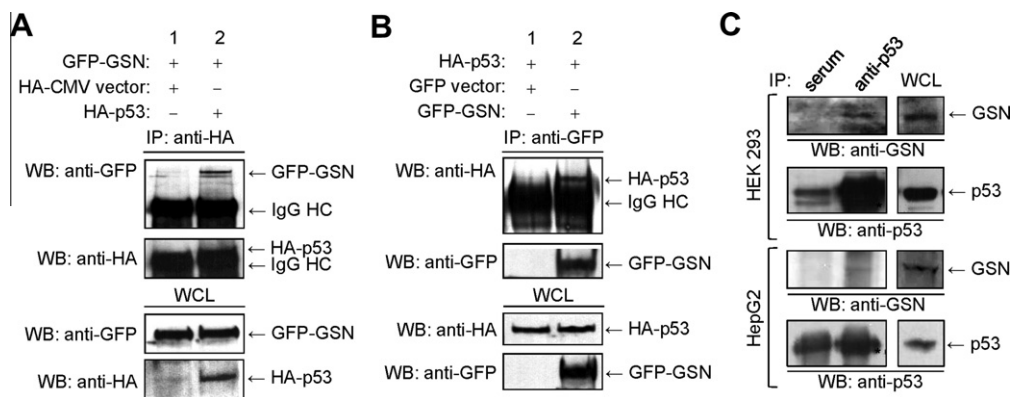 A
1 2
GFP-GSN: + +
HA-CMV vector: + –
HA-p53: – +
IP: anti-HA
WB: anti-GFP
← GFP-GSN
← IgG HC
WB: anti-HA
← HA-p53
← IgG HC
WCL
WB: anti-GFP
← GFP-GSN
WB: anti-HA
← HA-p53
B
1 2
HA-p53: + +
GFP vector: + –
GFP-GSN: – +
IP: anti-GFP
WB: anti-HA
← HA-p53
← IgG HC
WB: anti-GFP
← GFP-GSN
WCL
WB: anti-HA
← HA-p53
WB: anti-GFP
← GFP-GSN
C
IP: serum anti-p53 WCL
HEK 293
← GSN
WB: anti-GSN
← p53
WB: anti-p53
HepG2
← GSN
WB: anti-GSN
← p53
WB: anti-p53